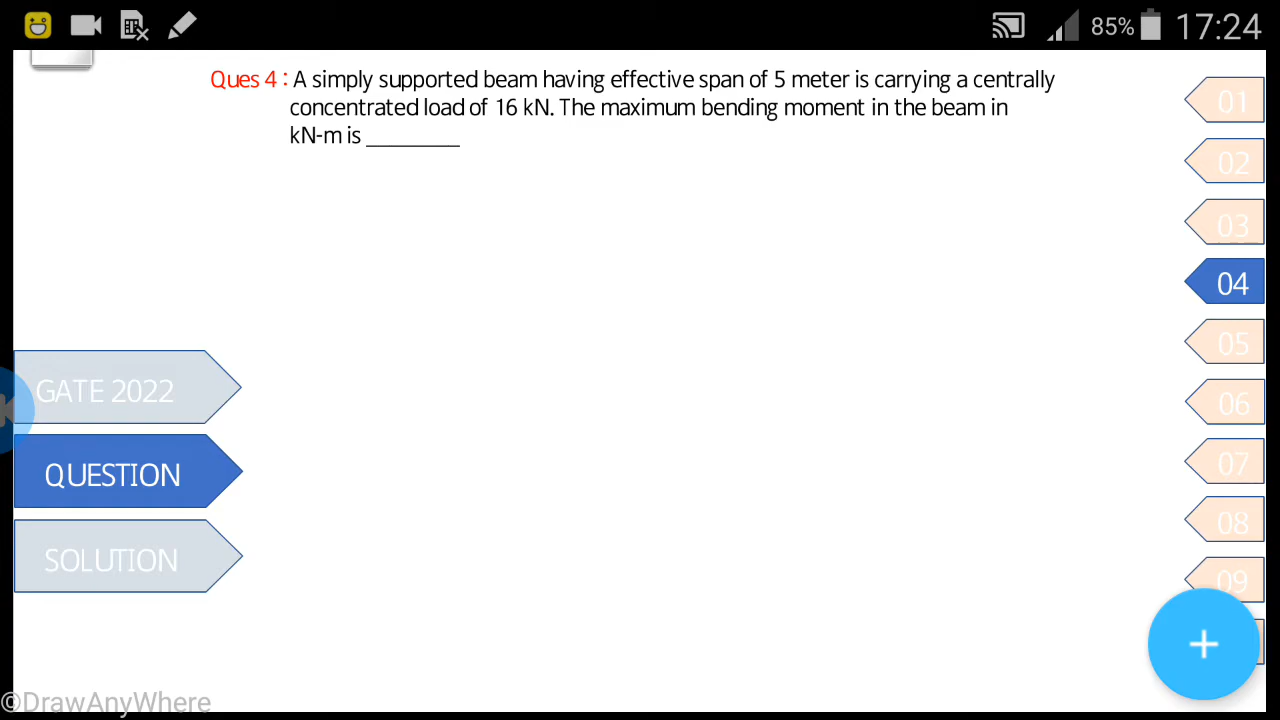 85% 17:24
Ques 4 : A simply supported beam having effective span of 5 meter is carrying a centrally
concentrated load of 16 kN. The maximum bending moment in the beam in
kN-m is ________
01
02
03
04
05
06
07
08
09
GATE 2022
QUESTION
SOLUTION
+
©DrawAnyWhere